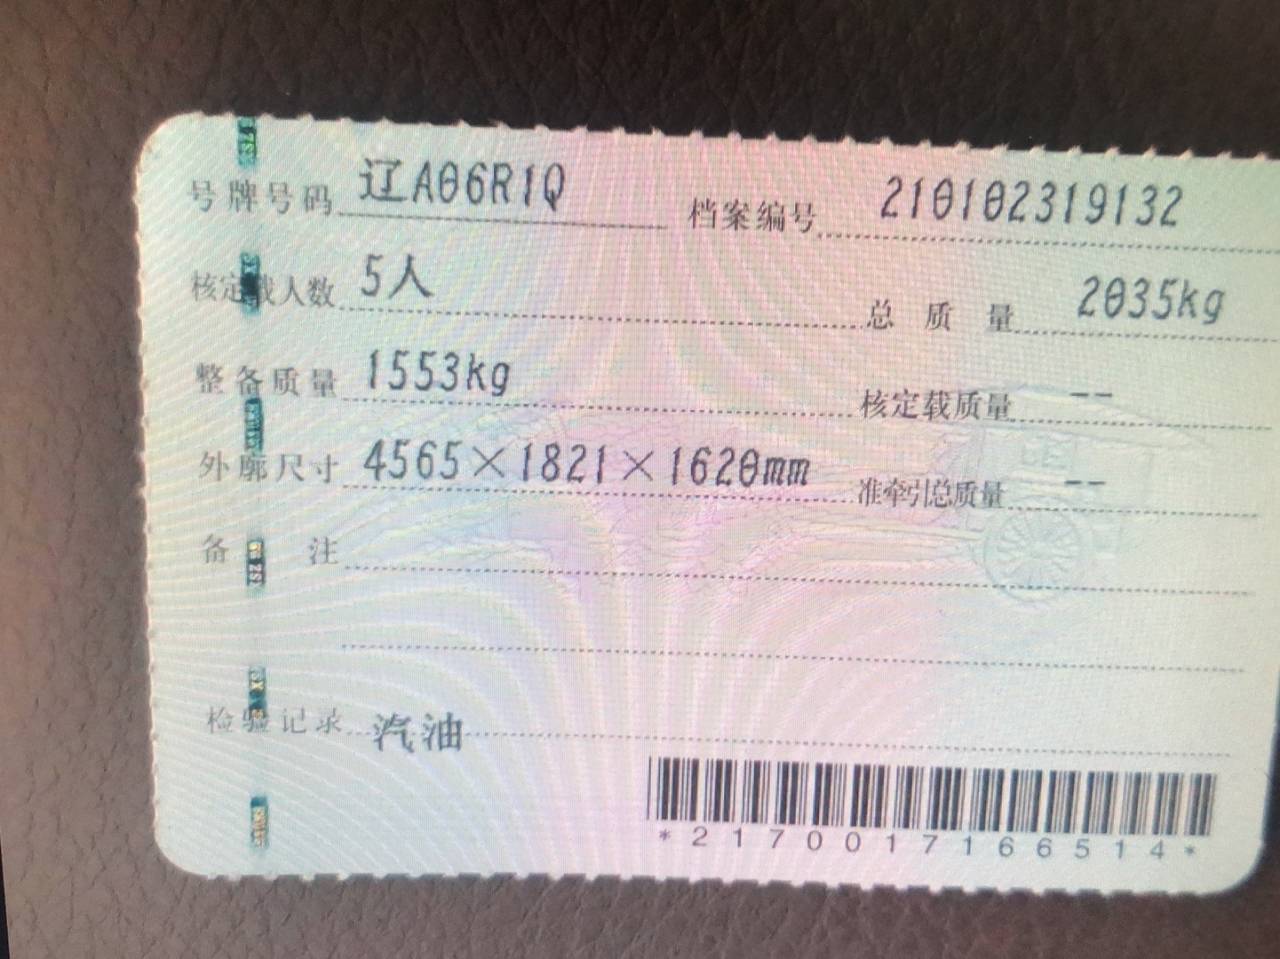 号牌号码 辽A06R1Q 档案编号 210102319132
核定载人数 5人 总质量 2035kg
整备质量 1553kg 核定载质量 --
外廓尺寸 4565×1821×1620mm 准牵引总质量 --
备注
检验记录 汽油
*2170017166514*